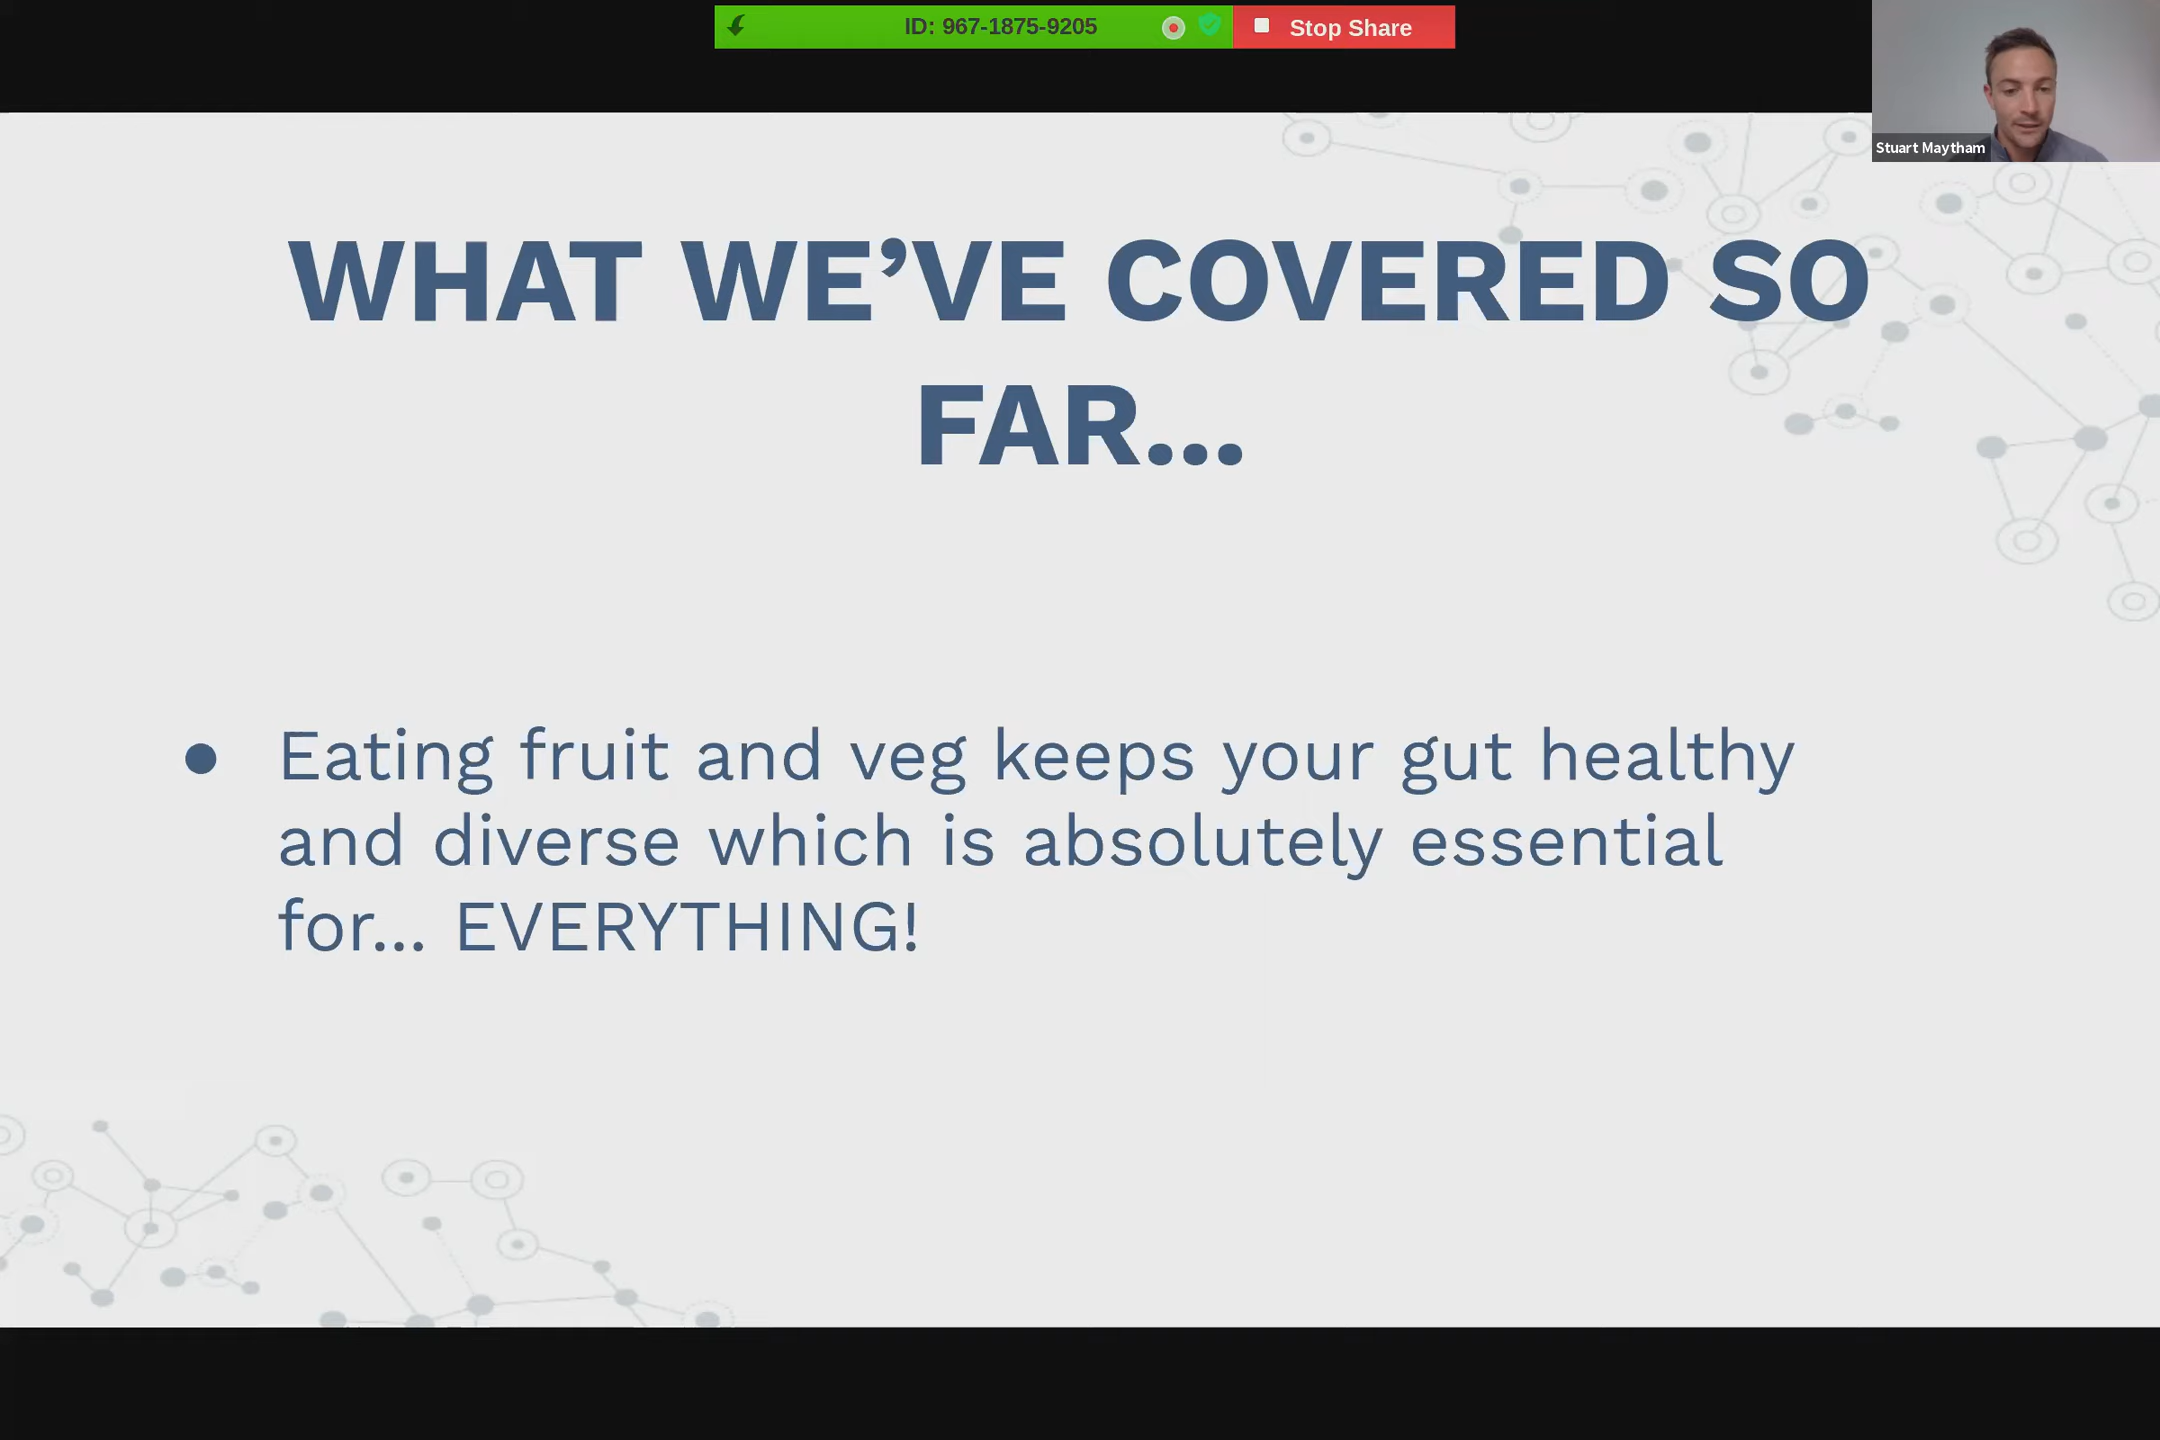 ID: 967-1875-9205
Stop Share
Stuart Maytham
WHAT WE’VE COVERED SO
FAR...
● Eating fruit and veg keeps your gut healthy
and diverse which is absolutely essential
for... EVERYTHING!